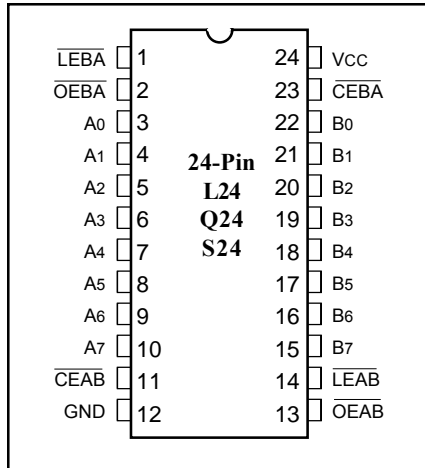 LEBA 1 24 VCC
OEBA 2 23 CEBA
A0 3 22 B0
A1 4 21 B1
A2 5 20 B2
A3 6 19 B3
A4 7 18 B4
A5 8 17 B5
A6 9 16 B6
A7 10 15 B7
CEAB 11 14 LEAB
GND 12 13 OEAB
24-Pin
L24
Q24
S24